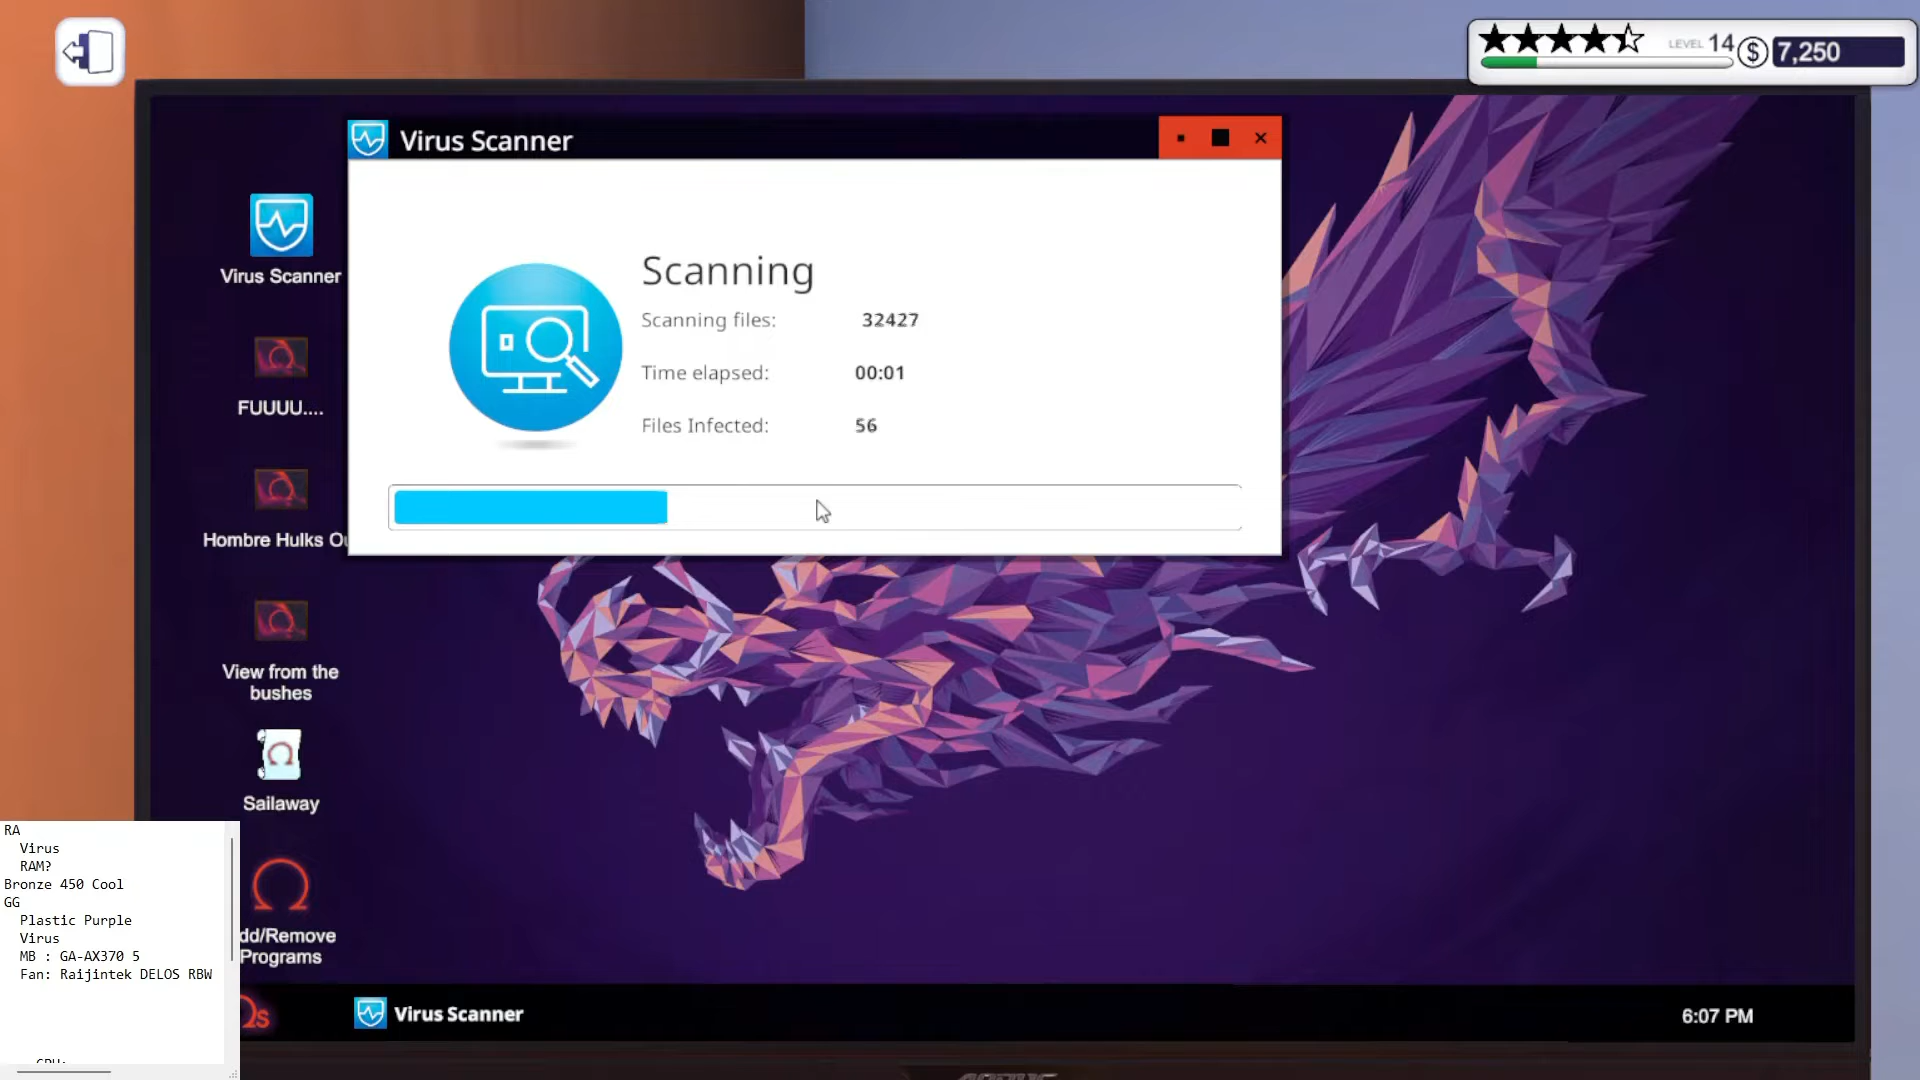 LEVEL 14
$ 7,250
Virus Scanner
Virus Scanner
Scanning
Scanning files: 32427
Time elapsed: 00:01
Files Infected: 56
FUUUU....
Hombre Hulks Ou
View from the
bushes
Sailaway
dd/Remove
Programs
RA
Virus
RAM?
Bronze 450 Cool
GG
Plastic Purple
Virus
MB : GA-AX370 5
Fan: Raijintek DELOS RBW
Ωs
Virus Scanner
6:07 PM